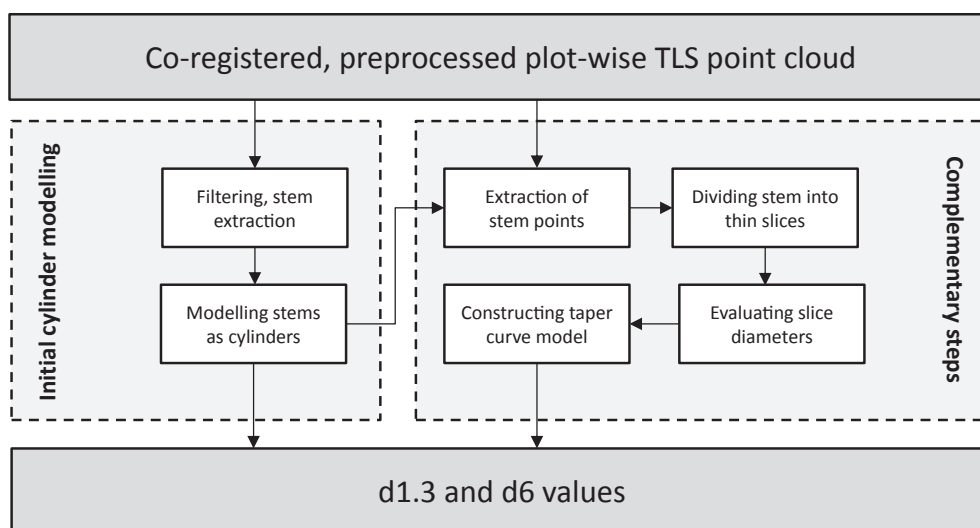 Co-registered, preprocessed plot-wise TLS point cloud
Initial cylinder modelling
Filtering, stem
extraction
Modelling stems
as cylinders
Extraction of
stem points
Dividing stem into
thin slices
Constructing taper
curve model
Evaluating slice
diameters
Complementary
steps
d1.3 and d6 values